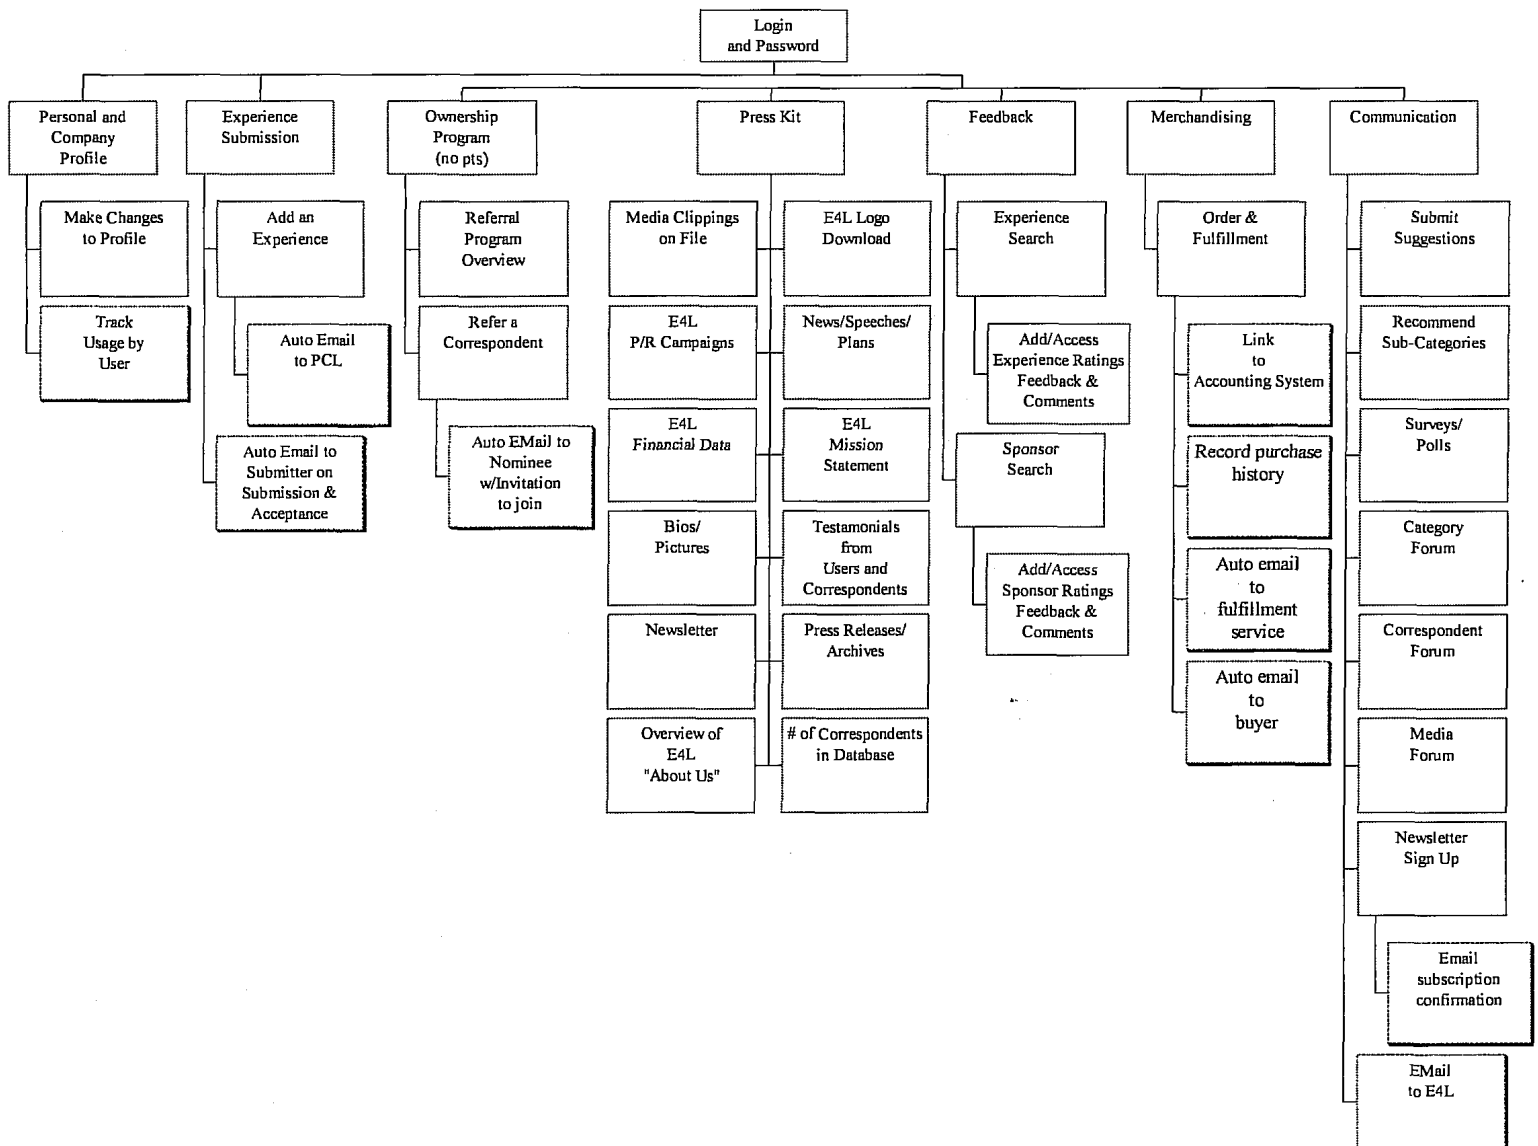 Login
and Password
Personal and
Company
Profile
Make Changes
to Profile
Track
Usage by
User
Experience
Submission
Add an
Experience
Auto Email
to PCL
Auto Email to
Submitter on
Submission &
Acceptance
Ownership
Program
(no pts)
Referral
Program
Overview
Refer a
Correspondent
Auto EMail to
Nominee
w/Invitation
to join
Press Kit
Media Clippings
on File
E4L Logo
Download
E4L
P/R Campaigns
News/Speeches/
Plans
E4L
Financial Data
E4L
Mission
Statement
Bios/
Pictures
Testamonials
from
Users and
Correspondents
Newsletter
Press Releases/
Archives
Overview of
E4L
"About Us"
# of Correspondents
in Database
Feedback
Experience
Search
Add/Access
Experience Ratings
Feedback &
Comments
Sponsor
Search
Add/Access
Sponsor Ratings
Feedback &
Comments
Merchandising
Order &
Fulfillment
Link
to
Accounting System
Record purchase
history
Auto email
to
fulfillment
service
Auto email
to
buyer
Communication
Submit
Suggestions
Recommend
Sub-Categories
Surveys/
Polls
Category
Forum
Correspondent
Forum
Media
Forum
Newsletter
Sign Up
Email
subscription
confirmation
EMail
to E4L